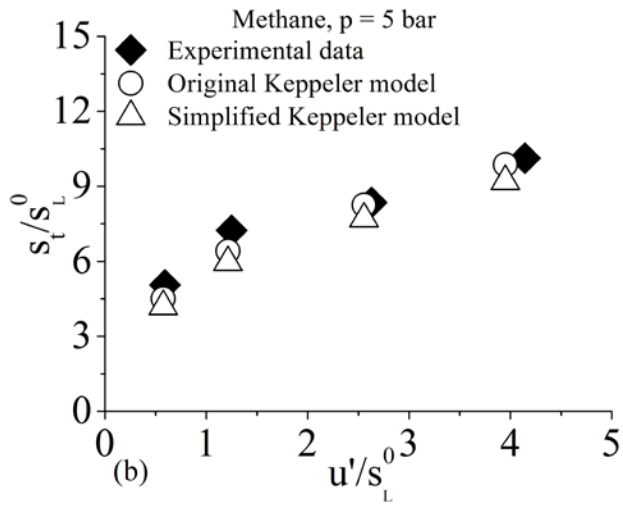 Methane, p = 5 bar
Experimental data
Original Keppeler model
Simplified Keppeler model
15
12
9
6
3
0
s_t/s_L^0
0 1 2 3 4 5
(b)
u'/s_L^0